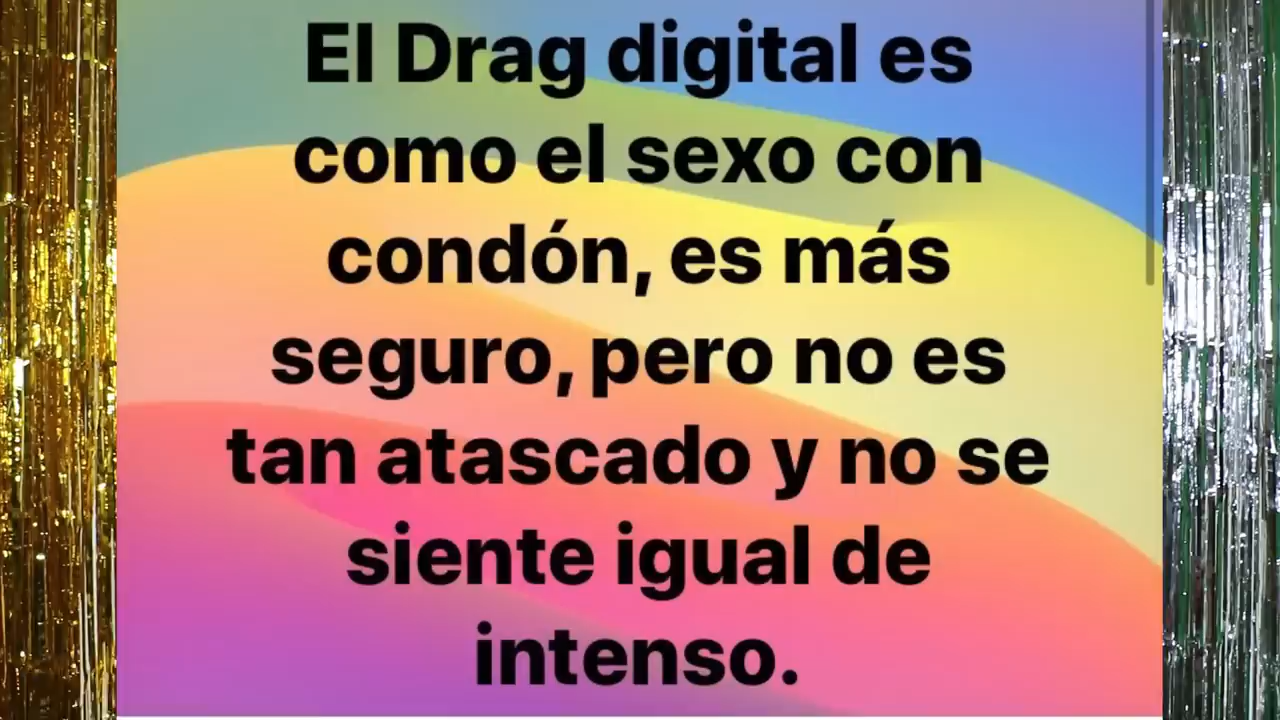 El Drag digital es
como el sexo con
condón, es más
seguro, pero no es
tan atascado y no se
siente igual de
intenso.